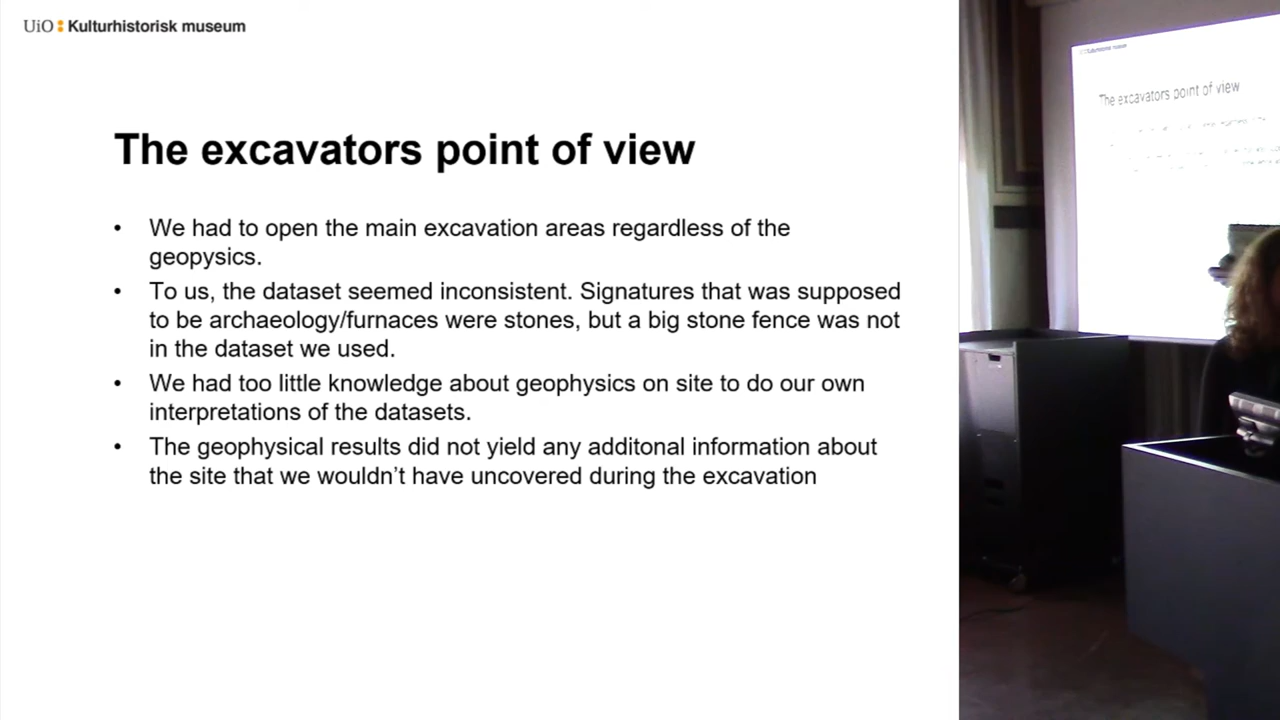 UiO : Kulturhistorisk museum
The excavators point of view
• We had to open the main excavation areas regardless of the
geopysics.
• To us, the dataset seemed inconsistent. Signatures that was supposed
to be archaeology/furnaces were stones, but a big stone fence was not
in the dataset we used.
• We had too little knowledge about geophysics on site to do our own
interpretations of the datasets.
• The geophysical results did not yield any additonal information about
the site that we wouldn’t have uncovered during the excavation
The excavators point of view